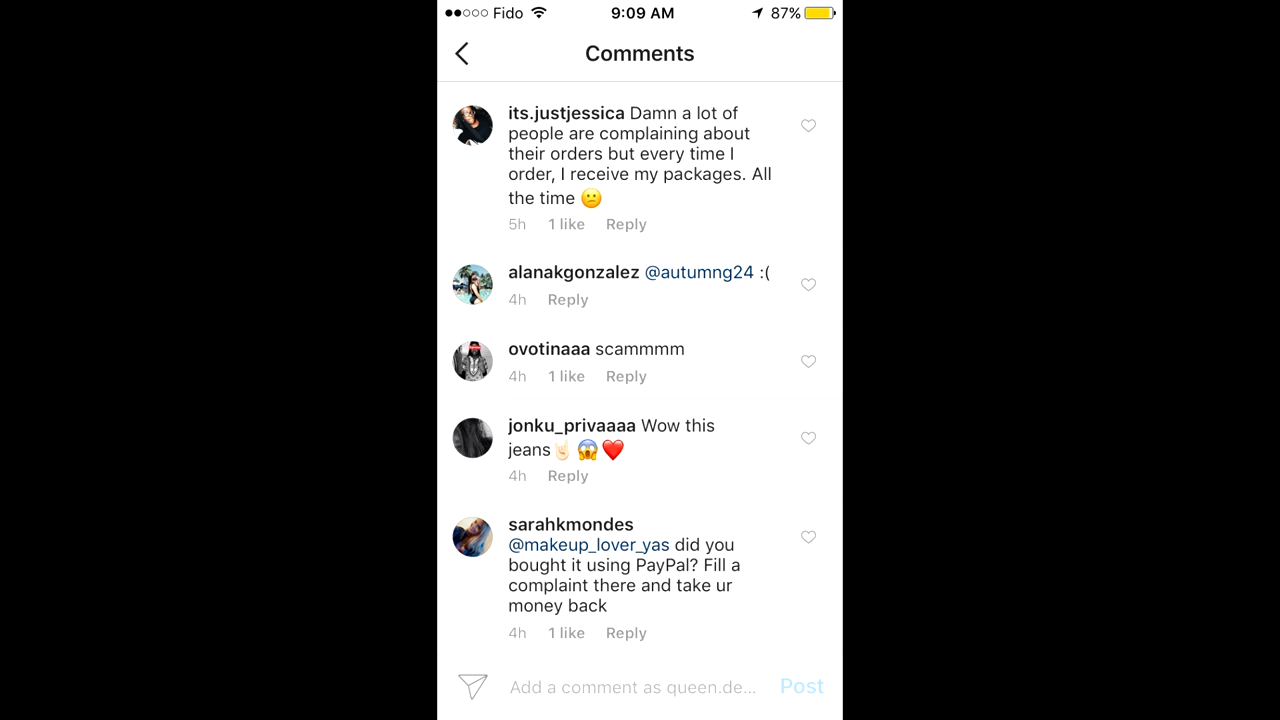 Fido 9:09 AM 87%
Comments
its.justjessica Damn a lot of
people are complaining about
their orders but every time I
order, I receive my packages. All
the time 😕
5h 1 like Reply
alanakgonzalez @autumng24 :(
4h Reply
ovotinaaa scammmm
4h 1 like Reply
jonku_privaaaa Wow this
jeans🤘🏻😱❤️
4h Reply
sarahkmondes
@makeup_lover_yas did you
bought it using PayPal? Fill a
complaint there and take ur
money back
4h 1 like Reply
Add a comment as queen.de... Post